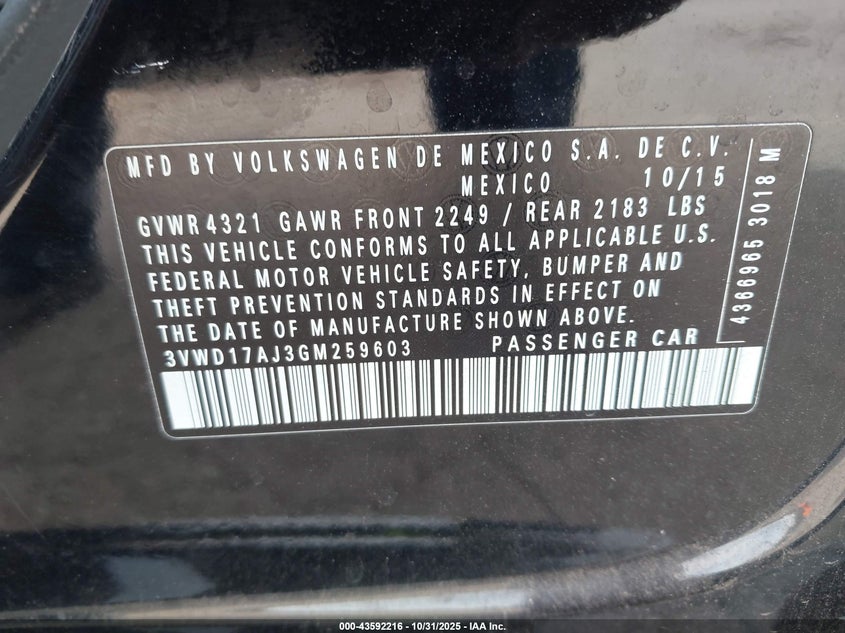 MFD BY VOLKSWAGEN DE MEXICO S.A. DE C.V.
MEXICO 10/15
GVWR 4321 GAWR FRONT 2249 / REAR 2183 LBS
THIS VEHICLE CONFORMS TO ALL APPLICABLE U.S.
FEDERAL MOTOR VEHICLE SAFETY, BUMPER AND
THEFT PREVENTION STANDARDS IN EFFECT ON
THE DATE OF MANUFACTURE SHOWN ABOVE.
3VWD17AJ3GM259603 PASSENGER CAR
4366965 3018 M
000-43592216 - 10/31/2025 - IAA Inc.